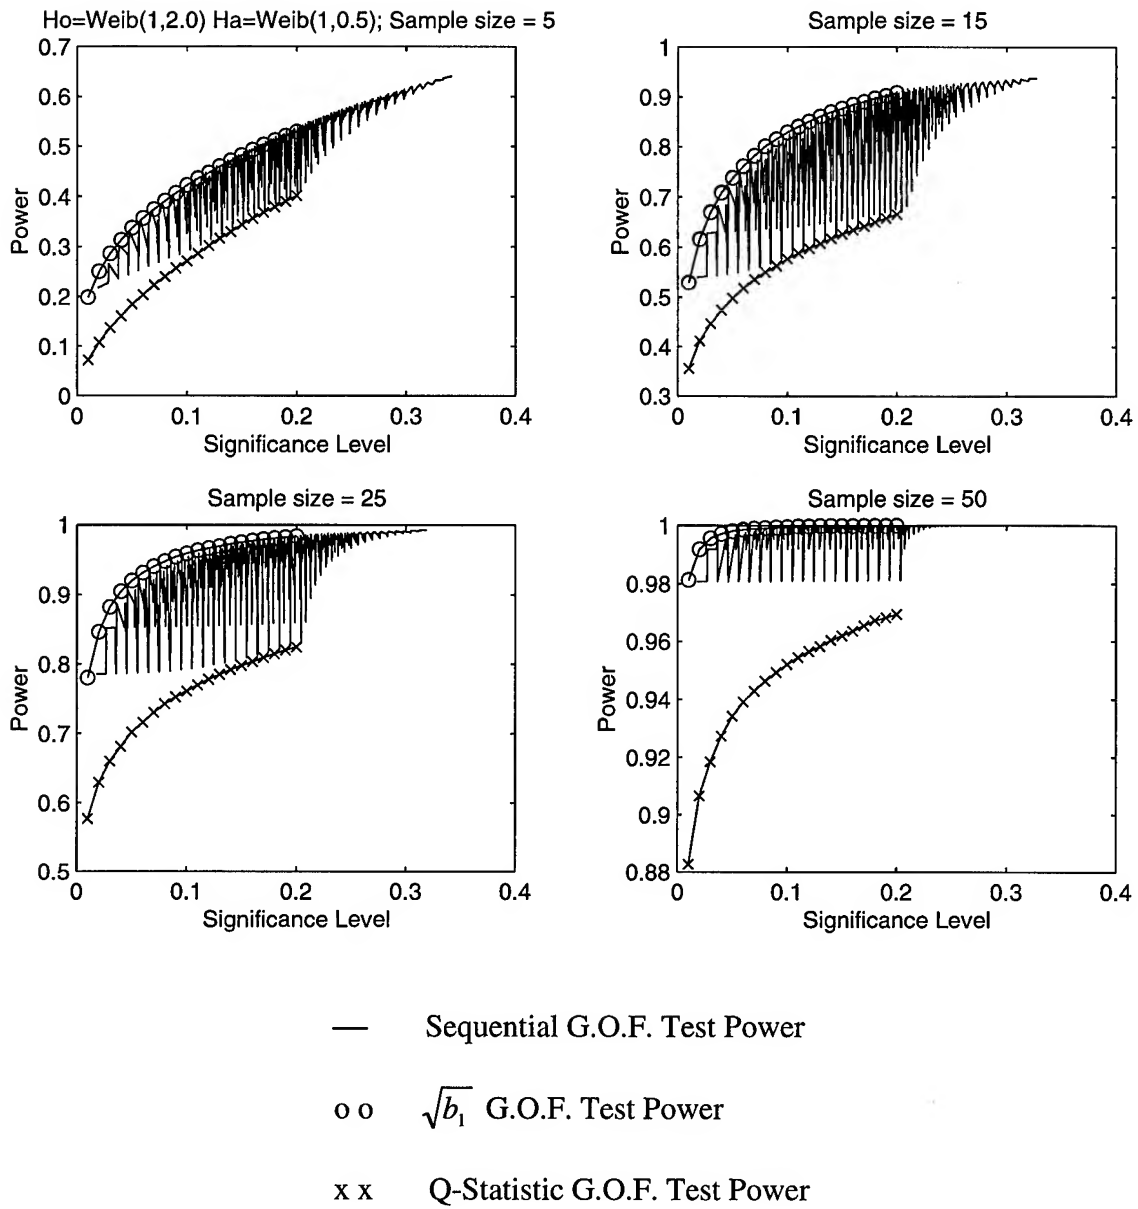 Ho=Weib(1,2.0) Ha=Weib(1,0.5); Sample size = 5
0.7
0.6
0.5
0.4
0.3
0.2
0.1
0
Power
0 0.1 0.2 0.3 0.4
Significance Level
Sample size = 15
1
0.9
0.8
0.7
0.6
0.5
0.4
0.3
Power
0 0.1 0.2 0.3 0.4
Significance Level
Sample size = 25
1
0.9
0.8
0.7
0.6
0.5
Power
0 0.1 0.2 0.3 0.4
Significance Level
Sample size = 50
1
0.98
0.96
0.94
0.92
0.9
0.88
Power
0 0.1 0.2 0.3 0.4
Significance Level
— Sequential G.O.F. Test Power
o o √b₁ G.O.F. Test Power
x x Q-Statistic G.O.F. Test Power